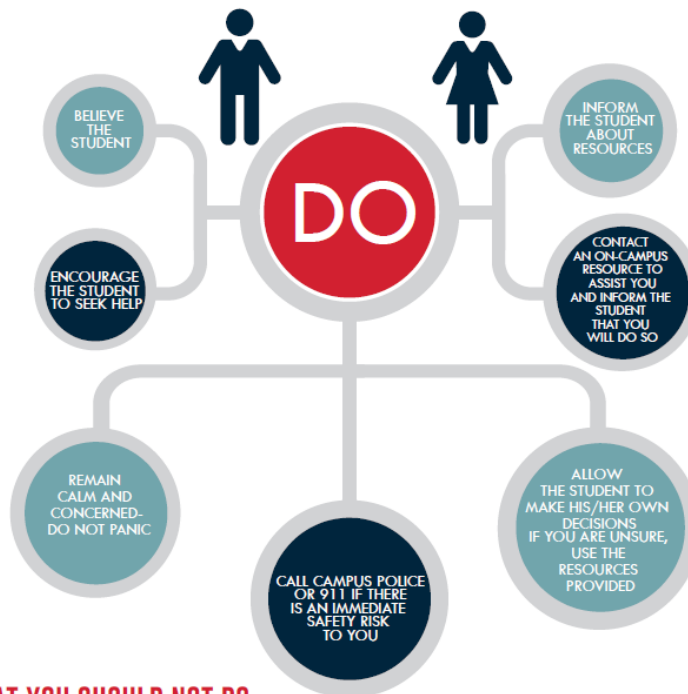 BELIEVE
THE
STUDENT
DO
INFORM
THE STUDENT
ABOUT
RESOURCES
ENCOURAGE
THE STUDENT
TO SEEK HELP
CONTACT
AN ON-CAMPUS
RESOURCE TO
ASSIST YOU
AND INFORM THE
STUDENT
THAT YOU
WILL DO SO
REMAIN
CALM AND
CONCERNED-
DO NOT PANIC
CALL CAMPUS POLICE
OR 911 IF THERE
IS AN IMMEDIATE
SAFETY RISK
TO YOU
ALLOW
THE STUDENT TO
MAKE HIS/HER OWN
DECISIONS
IF YOU ARE UNSURE,
USE THE
RESOURCES
PROVIDED
YOU SHOULD NOT